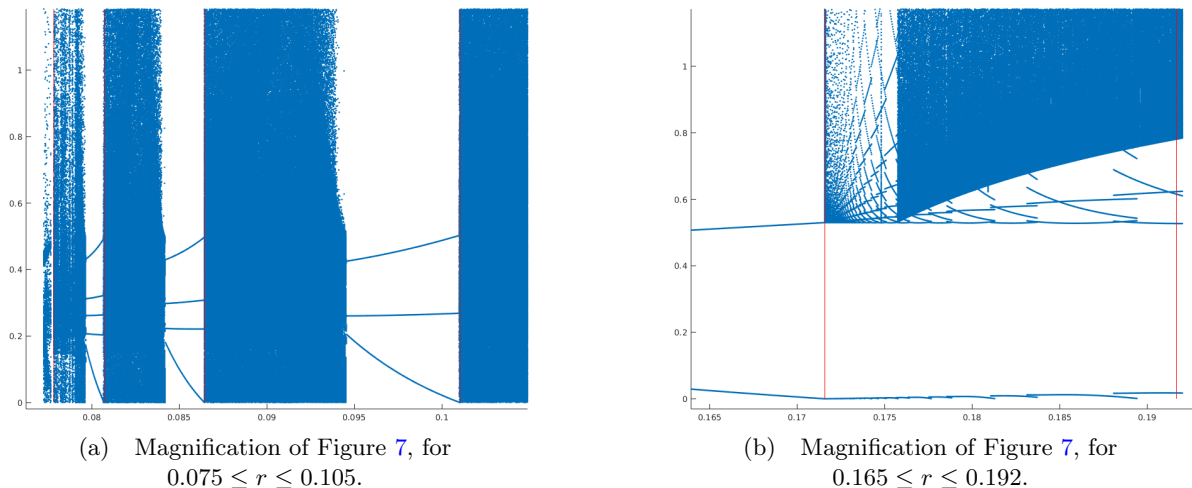 1
0.8
0.6
0.4
0.2
0
0.08 0.085 0.09 0.095 0.1
(a) Magnification of Figure 7, for
0.075 ≤ r ≤ 0.105.
1
0.8
0.6
0.4
0.2
0
0.165 0.17 0.175 0.18 0.185 0.19
(b) Magnification of Figure 7, for
0.165 ≤ r ≤ 0.192.